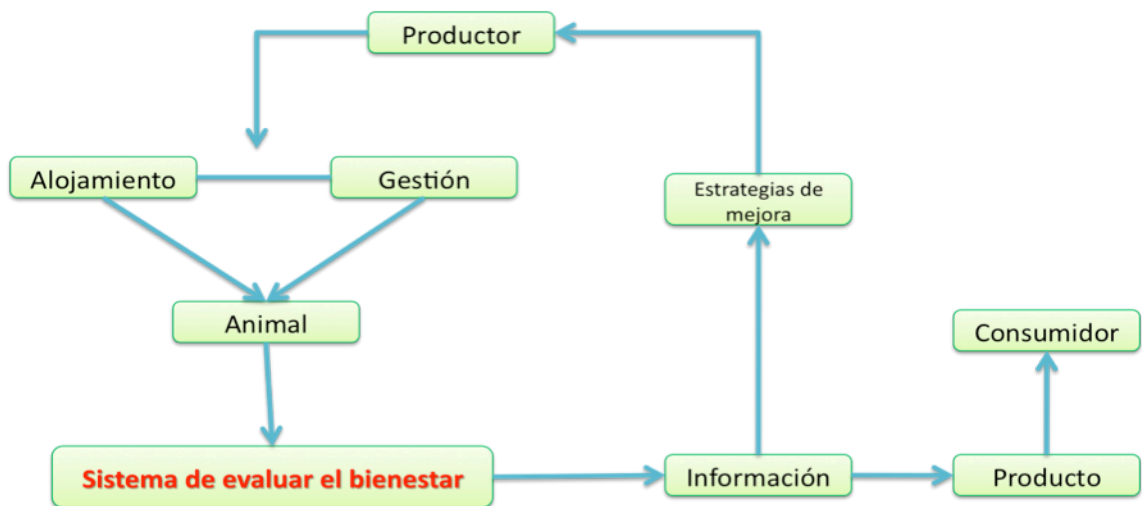 Productor
Alojamiento
Gestión
Estrategias de
mejora
Animal
Consumidor
Sistema de evaluar el bienestar
Información
Producto